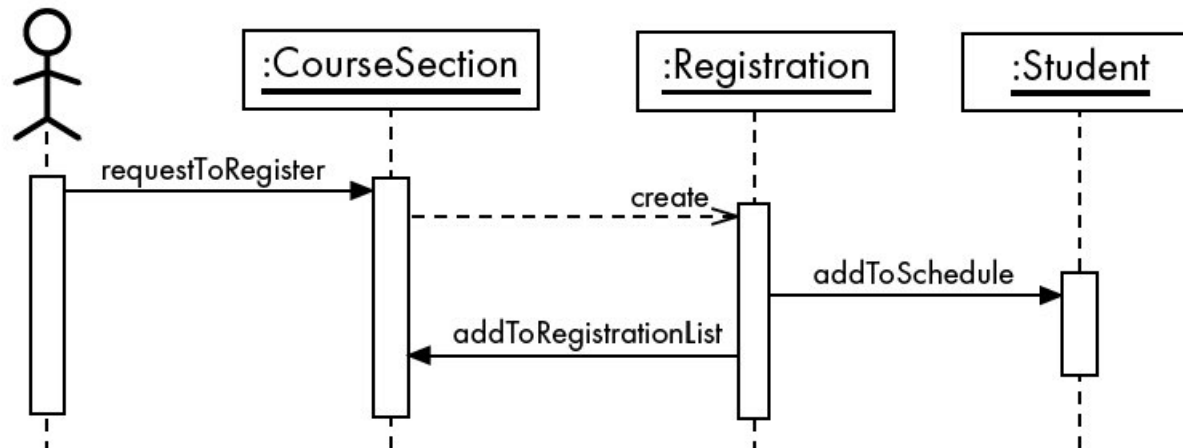 :CourseSection
:Registration
:Student
requestToRegister
create
addToSchedule
addToRegistrationList